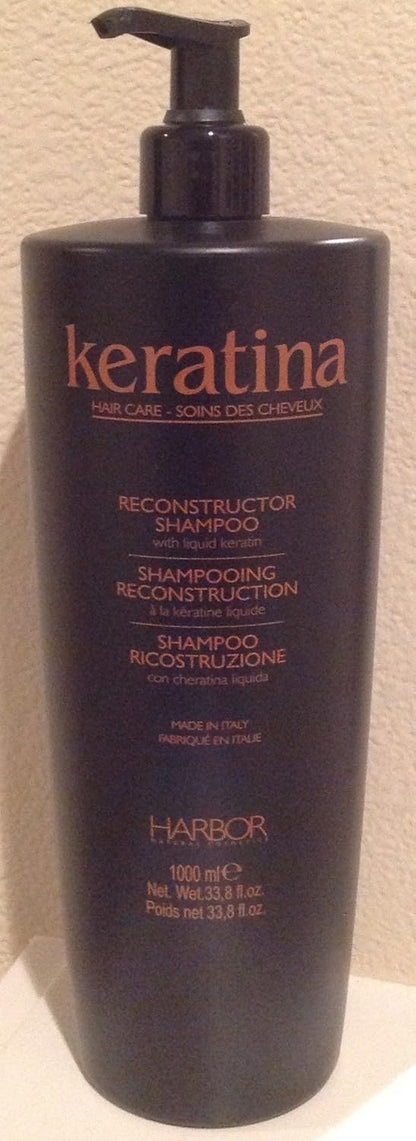 keratina
HAIR CARE - SOINS DES CHEVEUX
RECONSTRUCTOR
SHAMPOO
with liquid keratin
SHAMPOOING
RECONSTRUCTION
à la kératine liquide
SHAMPOO
RICOSTRUZIONE
con cheratina liquida
MADE IN ITALY
FABRIQUÉ EN ITALIE
HARBOR
NATURAL COSMETICS
1000 ml ℮
Net. Wet.33,8 fl.oz.
Poids net 33,8 fl.oz.